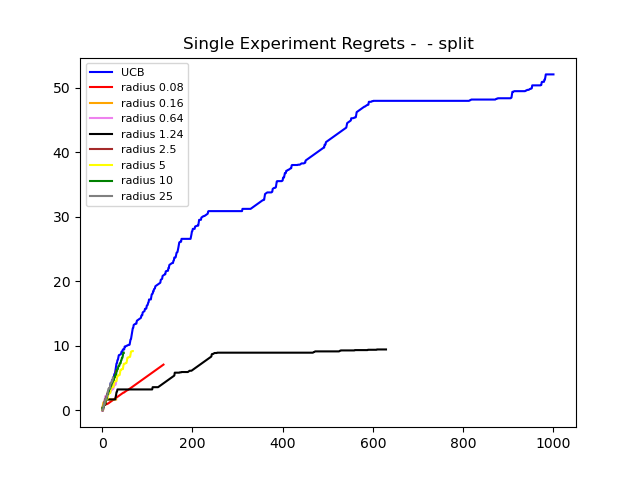 Single Experiment Regrets -  - split
UCB
radius 0.08
radius 0.16
radius 0.64
radius 1.24
radius 2.5
radius 5
radius 10
radius 25
50
40
30
20
10
0
0 200 400 600 800 1000